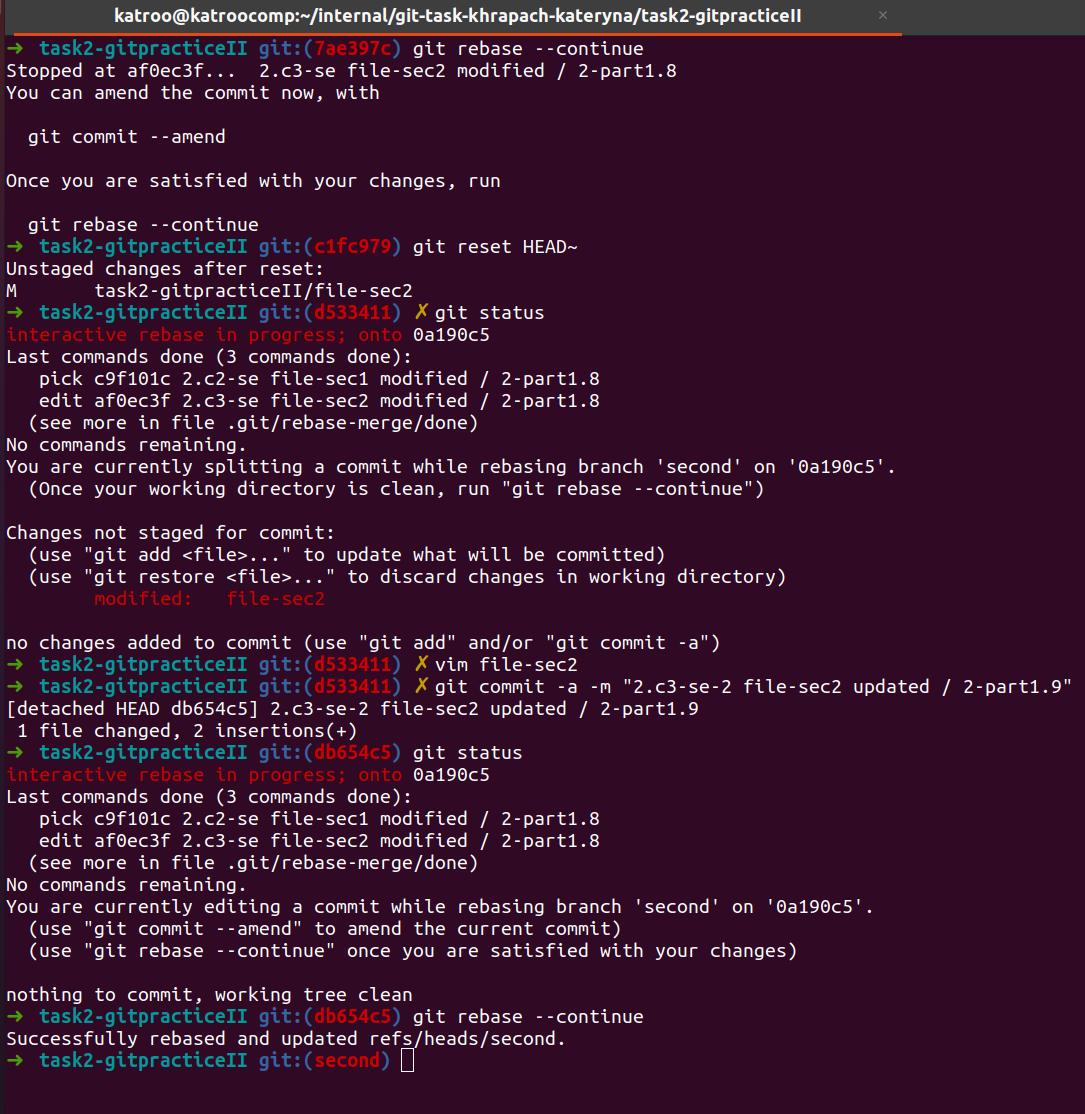 katroo@katroocomp:~/internal/git-task-khrapach-kateryna/task2-gitpracticeII ×
➜ task2-gitpracticeII git:(7ae397c) git rebase --continue
Stopped at af0ec3f... 2.c3-se file-sec2 modified / 2-part1.8
You can amend the commit now, with
git commit --amend
Once you are satisfied with your changes, run
git rebase --continue
➜ task2-gitpracticeII git:(c1fc979) git reset HEAD~
Unstaged changes after reset:
M task2-gitpracticeII/file-sec2
➜ task2-gitpracticeII git:(d533411) ✗ git status
interactive rebase in progress; onto 0a190c5
Last commands done (3 commands done):
pick c9f101c 2.c2-se file-sec1 modified / 2-part1.8
edit af0ec3f 2.c3-se file-sec2 modified / 2-part1.8
(see more in file .git/rebase-merge/done)
No commands remaining.
You are currently splitting a commit while rebasing branch 'second' on '0a190c5'.
(Once your working directory is clean, run "git rebase --continue")
Changes not staged for commit:
(use "git add <file>..." to update what will be committed)
(use "git restore <file>..." to discard changes in working directory)
modified: file-sec2
no changes added to commit (use "git add" and/or "git commit -a")
➜ task2-gitpracticeII git:(d533411) ✗ vim file-sec2
➜ task2-gitpracticeII git:(d533411) ✗ git commit -a -m "2.c3-se-2 file-sec2 updated / 2-part1.9"
[detached HEAD db654c5] 2.c3-se-2 file-sec2 updated / 2-part1.9
1 file changed, 2 insertions(+)
➜ task2-gitpracticeII git:(db654c5) git status
interactive rebase in progress; onto 0a190c5
Last commands done (3 commands done):
pick c9f101c 2.c2-se file-sec1 modified / 2-part1.8
edit af0ec3f 2.c3-se file-sec2 modified / 2-part1.8
(see more in file .git/rebase-merge/done)
No commands remaining.
You are currently editing a commit while rebasing branch 'second' on '0a190c5'.
(use "git commit --amend" to amend the current commit)
(use "git rebase --continue" once you are satisfied with your changes)
nothing to commit, working tree clean
➜ task2-gitpracticeII git:(db654c5) git rebase --continue
Successfully rebased and updated refs/heads/second.
➜ task2-gitpracticeII git:(second)